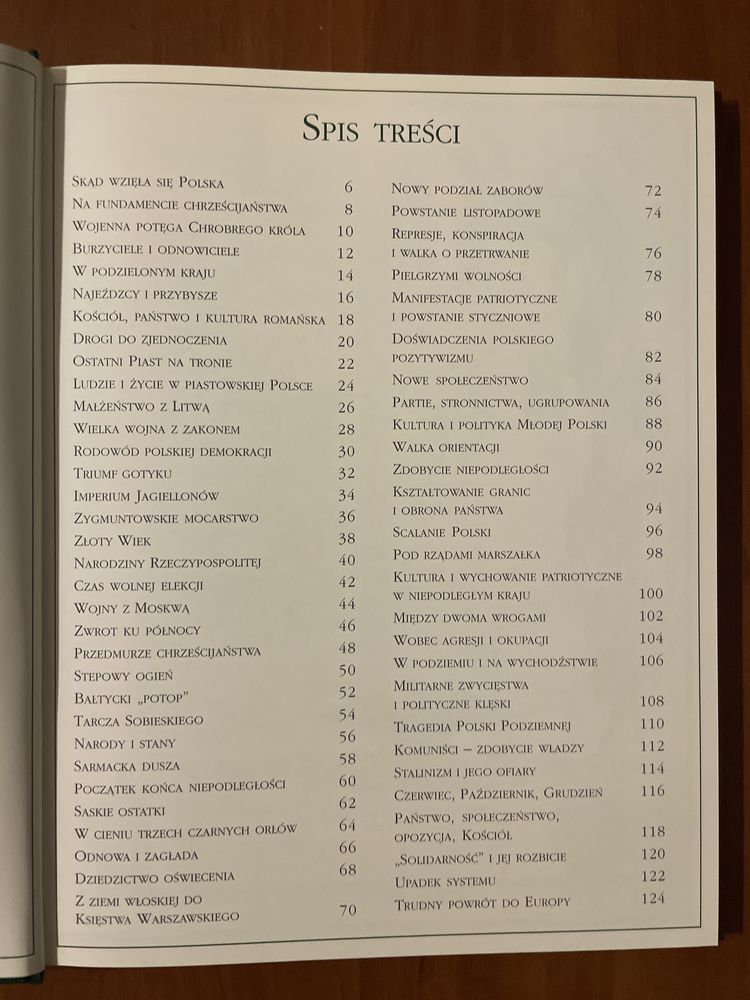 Spis treści
Skąd wzięła się Polska 6
Na fundamencie chrześcijaństwa 8
Wojenna potęga Chrobrego króla 10
Burzyciele i odnowiciele 12
W podzielonym kraju 14
Najeźdzcy i przybysze 16
Kościół, państwo i kultura romańska 18
Drogi do zjednoczenia 20
Ostatni Piast na tronie 22
Ludzie i życie w piastowskiej Polsce 24
Małżeństwo z Litwą 26
Wielka wojna z zakonem 28
Rodowód polskiej demokracji 30
Triumf gotyku 32
Imperium Jagiellonów 34
Zygmuntowskie mocarstwo 36
Złoty Wiek 38
Narodziny Rzeczypospolitej 40
Czas wolnej elekcji 42
Wojny z Moskwą 44
Zwrot ku północy 46
Przedmurze chrześcijaństwa 48
Stepowy ogień 50
Bałtycki „potop” 52
Tarcza Sobieskiego 54
Narody i stany 56
Sarmacka dusza 58
Początek końca niepodległości 60
Saskie ostatki 62
W cieniu trzech czarnych orłów 64
Odnowa i zagłada 66
Dziedzictwo oświecenia 68
Z ziemi włoskiej do
Księstwa Warszawskiego 70
Nowy podział zaborów 72
Powstanie listopadowe 74
Represje, konspiracja
i walka o przetrwanie 76
Pielgrzymi wolności 78
Manifestacje patriotyczne
i powstanie styczniowe 80
Doświadczenia polskiego
pozytywizmu 82
Nowe społeczeństwo 84
Partie, stronnictwa, ugrupowania 86
Kultura i polityka Młodej Polski 88
Walka orientacji 90
Zdobycie niepodległości 92
Kształtowanie granic
i obrona państwa 94
Scalanie Polski 96
Pod rządami marszałka 98
Kultura i wychowanie patriotyczne
w niepodległym kraju 100
Między dwoma wrogami 102
Wobec agresji i okupacji 104
W podziemiu i na wychodźstwie 106
Militarne zwycięstwa
i polityczne klęski 108
Tragedia Polski Podziemnej 110
Komuniści – zdobycie władzy 112
Stalinizm i jego ofiary 114
Czerwiec, Październik, Grudzień 116
Państwo, społeczeństwo,
opozycja, Kościół 118
„Solidarność” i jej rozbicie 120
Upadek systemu 122
Trudny powrót do Europy 124